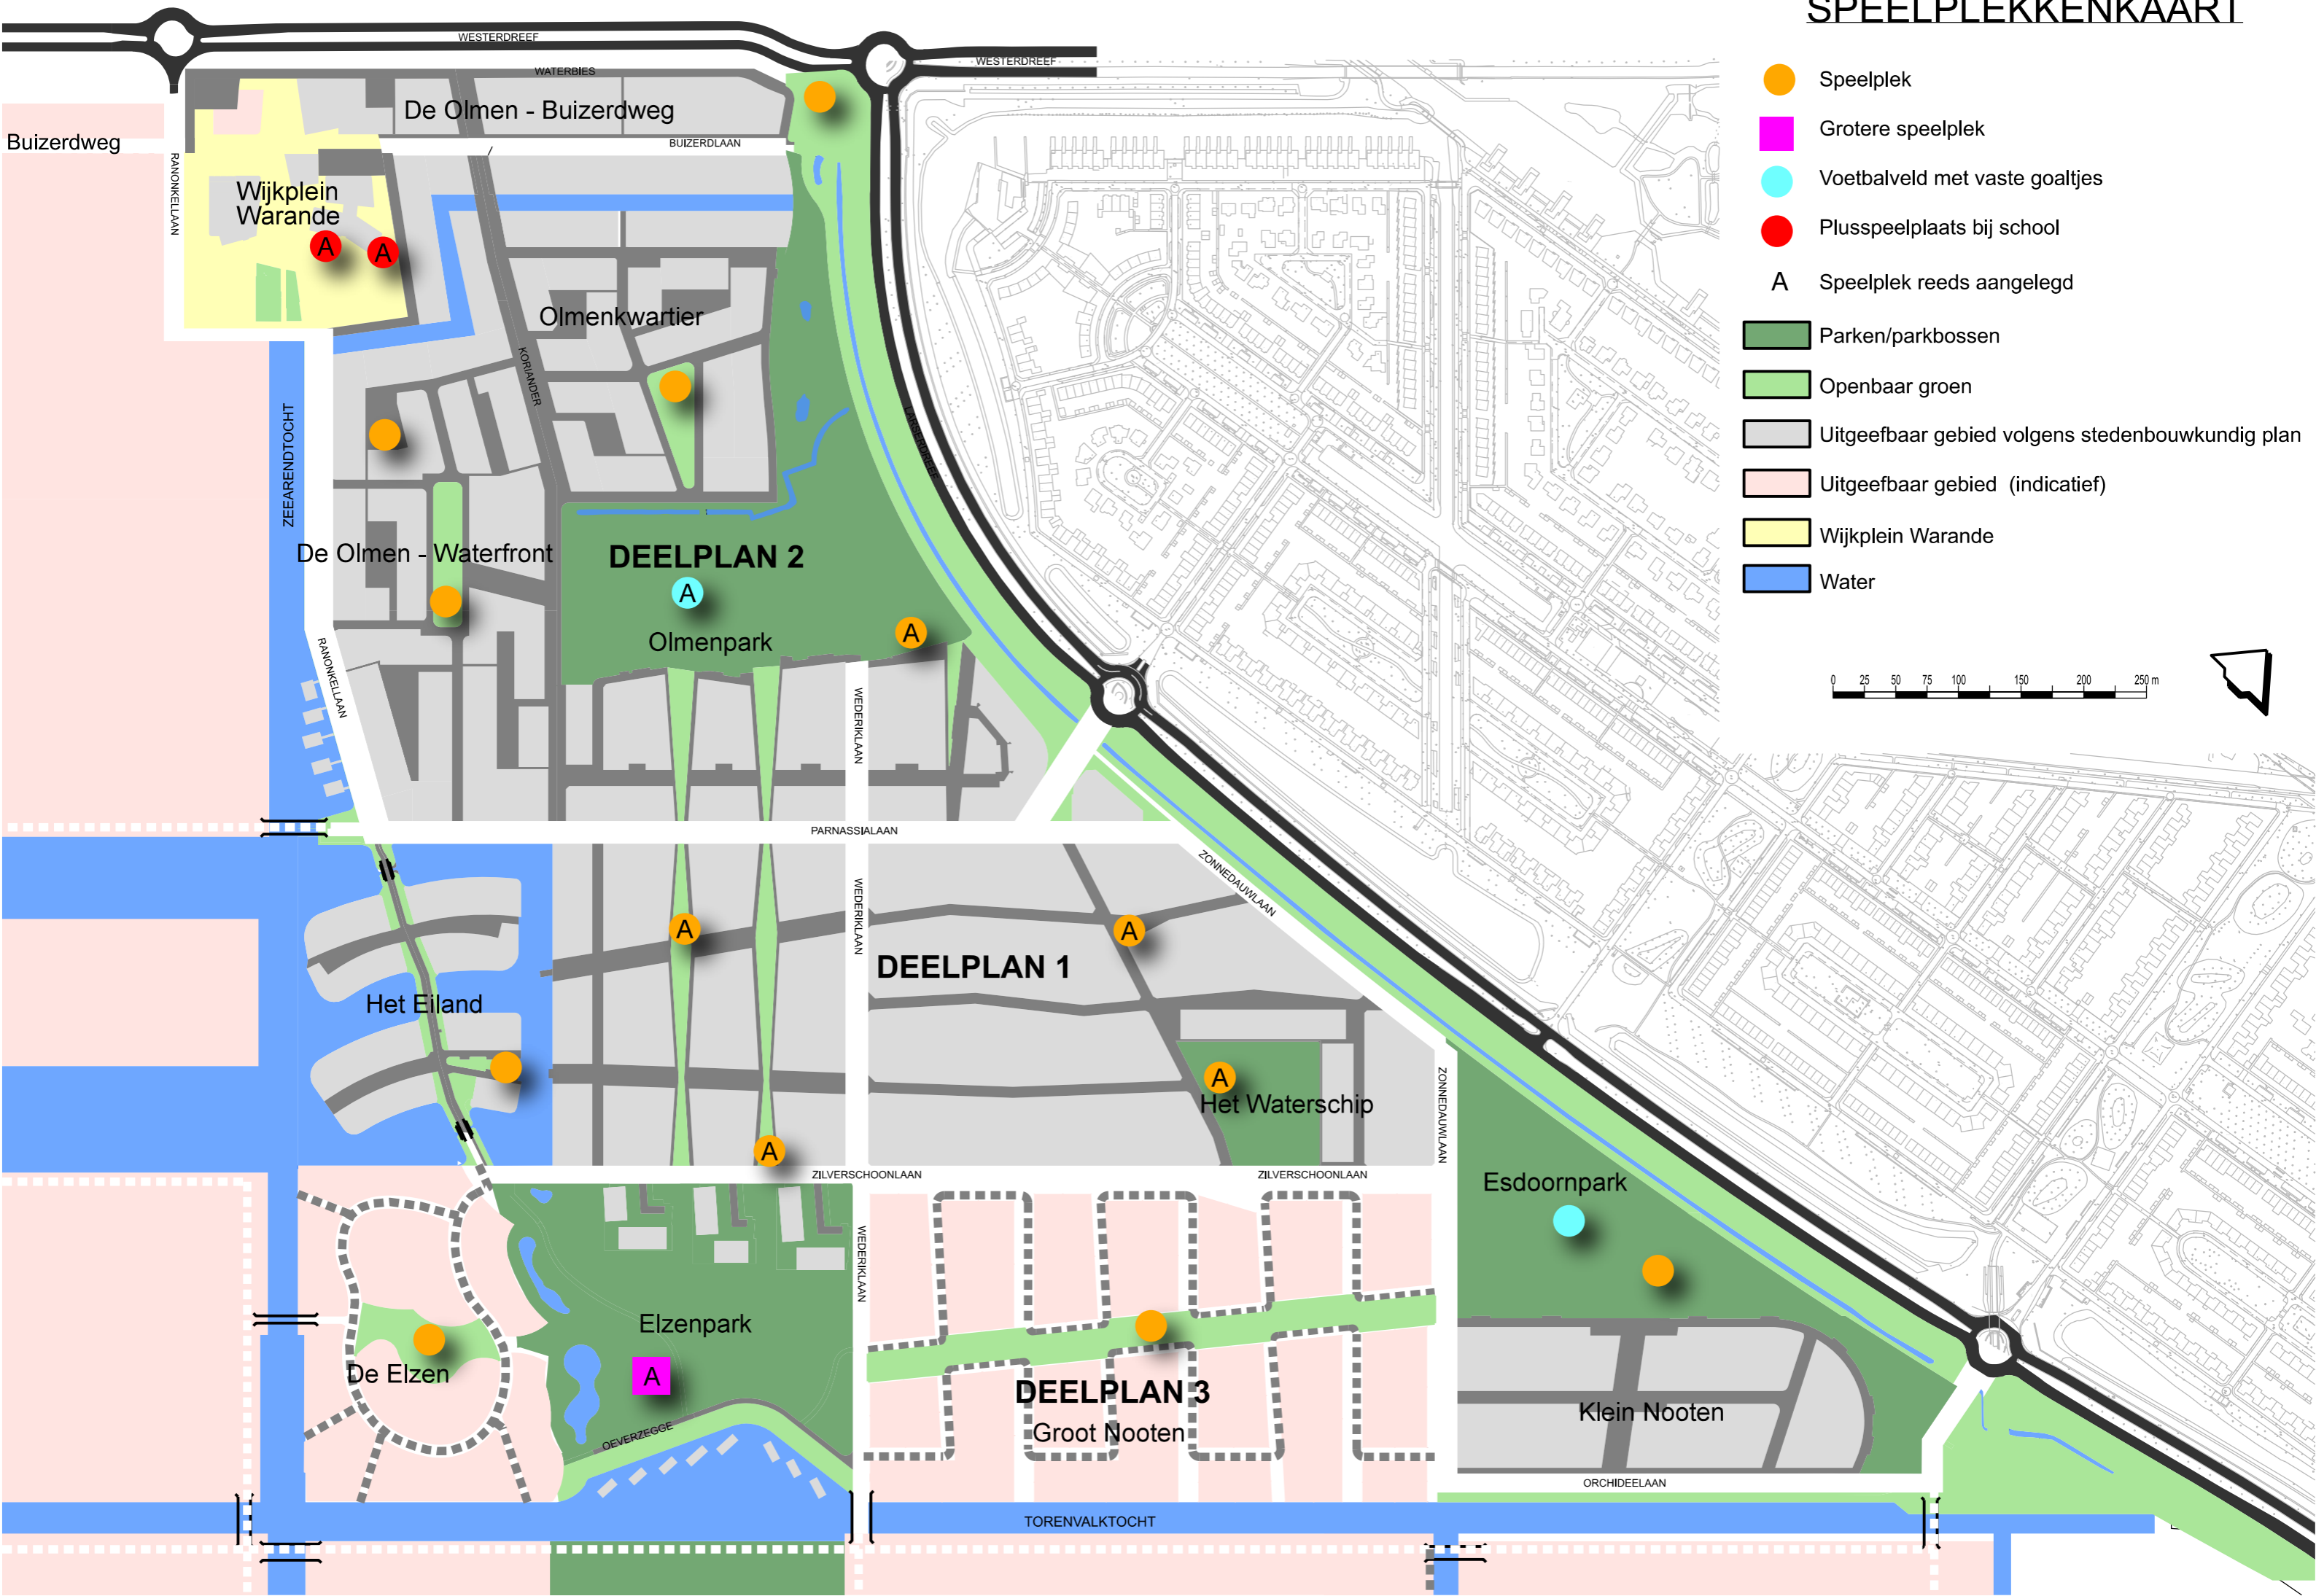 SPEELPLEKKENKAART
Speelplek
Grotere speelplek
Voetbalveld met vaste goaltjes
Plusspeelplaats bij school
A Speelplek reeds aangelegd
Parken/parkbossen
Openbaar groen
Uitgeefbaar gebied volgens stedenbouwkundig plan
Uitgeefbaar gebied (indicatief)
Wijkplein Warande
Water
0 25 50 75 100 150 200 250 m
WESTERDREEF
WESTERDREEF
WATERBIES
De Olmen - Buizerdweg
Buizerdweg
BUIZERDLAAN
RANONKELLAAN
Wijkplein
Warande
A
A
Olmenkwartier
KORIANDER
LARSERDREEF
ZEEARENDTOCHT
De Olmen - Waterfront
DEELPLAN 2
A
Olmenpark
A
RANONKELLAAN
WEDERIKLAAN
PARNASSIALAAN
ZONNEDAUWLAAN
WEDERIKLAAN
A
A
DEELPLAN 1
Het Eiland
A
Het Waterschip
ZONNEDAUWLAAN
A
ZILVERSCHOONLAAN
ZILVERSCHOONLAAN
Esdoornpark
WEDERIKLAAN
Elzenpark
De Elzen
A
DEELPLAN 3
Groot Nooten
Klein Nooten
OEVERZEGGE
ORCHIDEELAAN
TORENVALKTOCHT